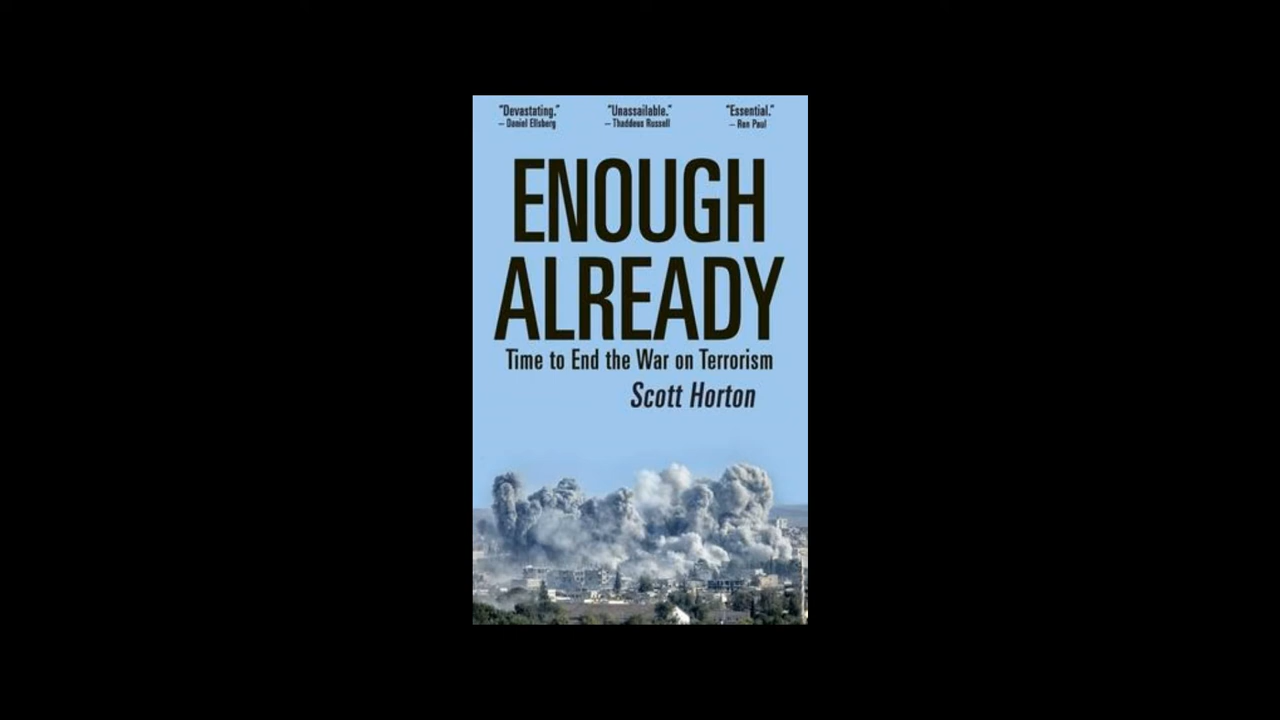 "Devastating."
– Daniel Ellsberg
"Unassailable."
– Thaddeus Russell
"Essential."
– Ron Paul
ENOUGH
ALREADY
Time to End the War on Terrorism
Scott Horton